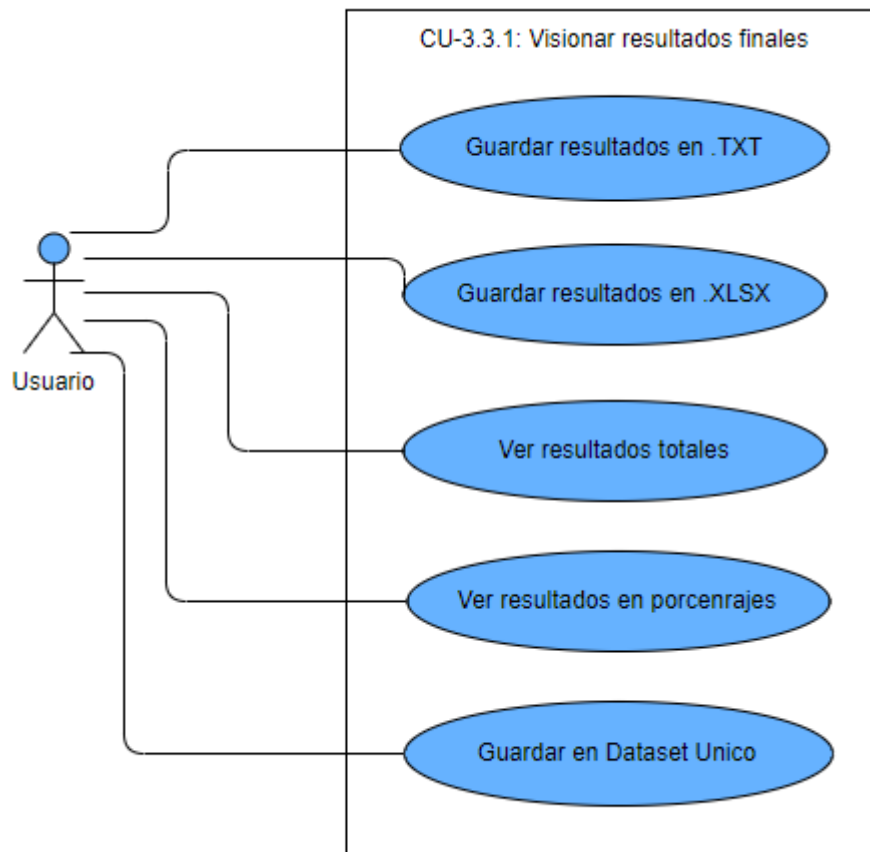 CU-3.3.1: Visionar resultados finales
Guardar resultados en .TXT
Guardar resultados en .XLSX
Usuario
Ver resultados totales
Ver resultados en porcenrajes
Guardar en Dataset Unico